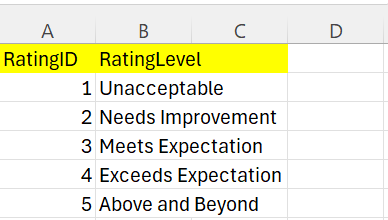 A B C D
RatingID RatingLevel
1 Unacceptable
2 Needs Improvement
3 Meets Expectation
4 Exceeds Expectation
5 Above and Beyond